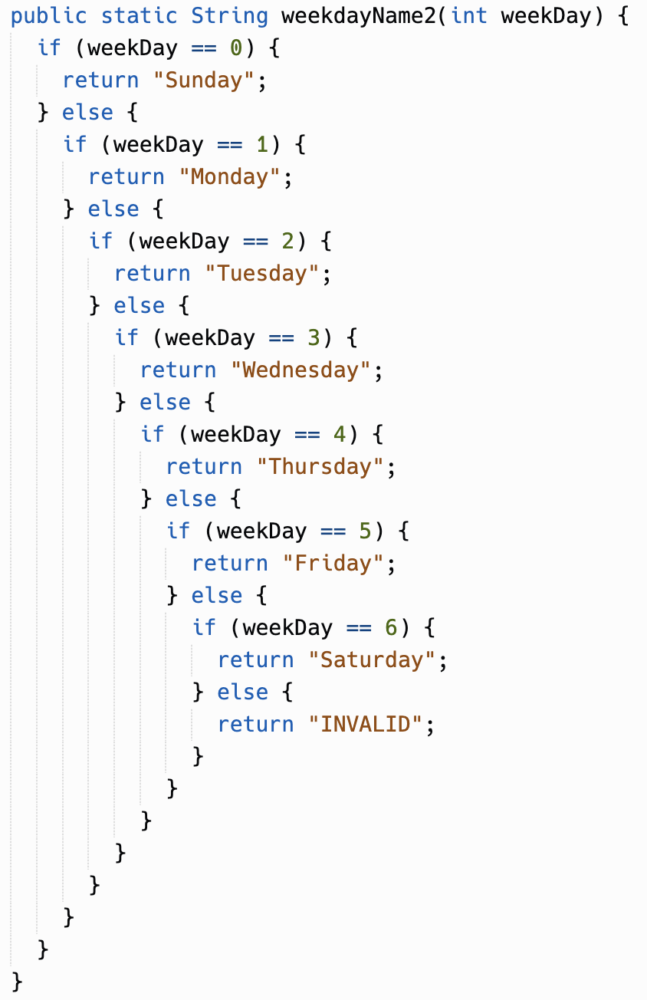 public static String weekdayName2(int weekDay) {
  if (weekDay == 0) {
    return "Sunday";
  } else {
    if (weekDay == 1) {
      return "Monday";
    } else {
      if (weekDay == 2) {
        return "Tuesday";
      } else {
        if (weekDay == 3) {
          return "Wednesday";
        } else {
          if (weekDay == 4) {
            return "Thursday";
          } else {
            if (weekDay == 5) {
              return "Friday";
            } else {
              if (weekDay == 6) {
                return "Saturday";
              } else {
                return "INVALID";
              }
            }
          }
        }
      }
    }
  }
}